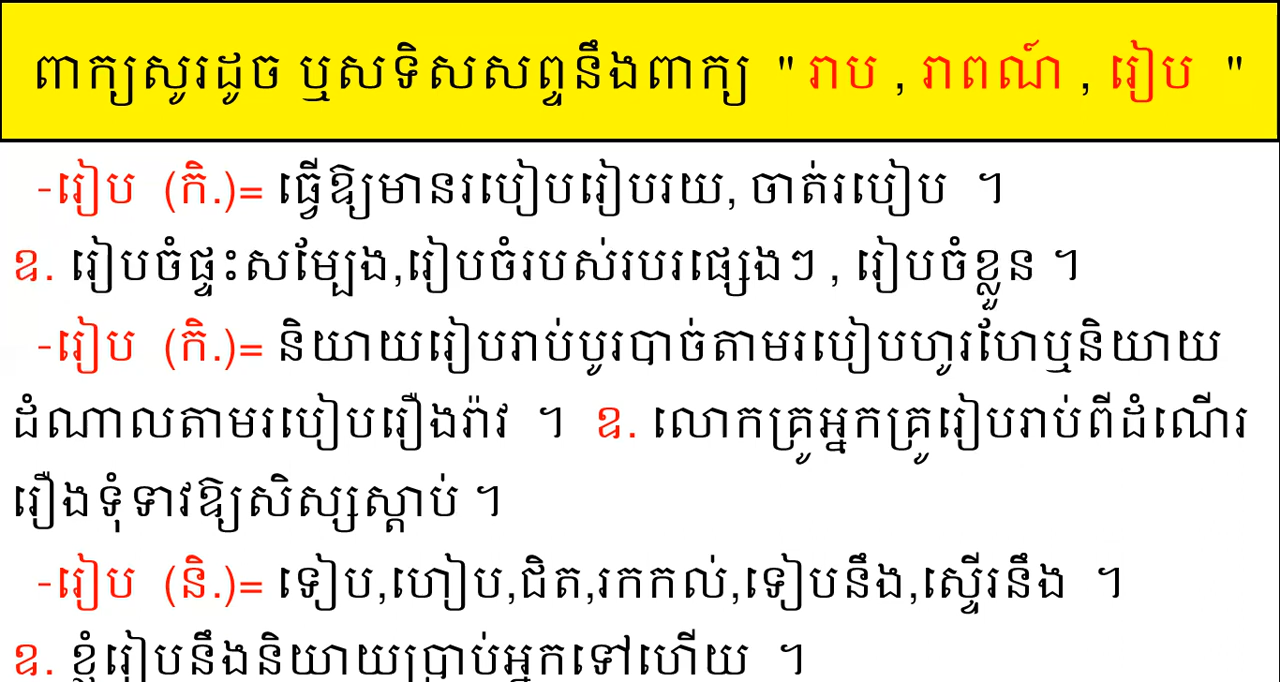 ពាក្យសូរដូច ឬសទិសសព្ទនឹងពាក្យ " រាប , រាពណ៍ , រៀប "
-រៀប (កិ.)= ធ្វើឱ្យមានរបៀបរៀបរយ, ចាត់របៀប ។
ឧ. រៀបចំផ្ទះសម្បែង,រៀបចំរបស់របរផ្សេងៗ , រៀបចំខ្លួន ។
-រៀប (កិ.)= និយាយរៀបរាប់បូរបាច់តាមរបៀបហូរហែឬនិយាយ
ដំណាលតាមរបៀបរឿងរ៉ាវ ។ ឧ. លោកគ្រូអ្នកគ្រូរៀបរាប់ពីដំណើរ
រឿងទុំទាវឱ្យសិស្សស្តាប់ ។
-រៀប (និ.)= ទៀប,ហៀប,ជិត,រកកល់,ទៀបនឹង,ស្ទើរនឹង ។
ឧ. ខ្ញុំរៀបនឹងនិយាយប្រាប់អ្នកទៅហើយ ។